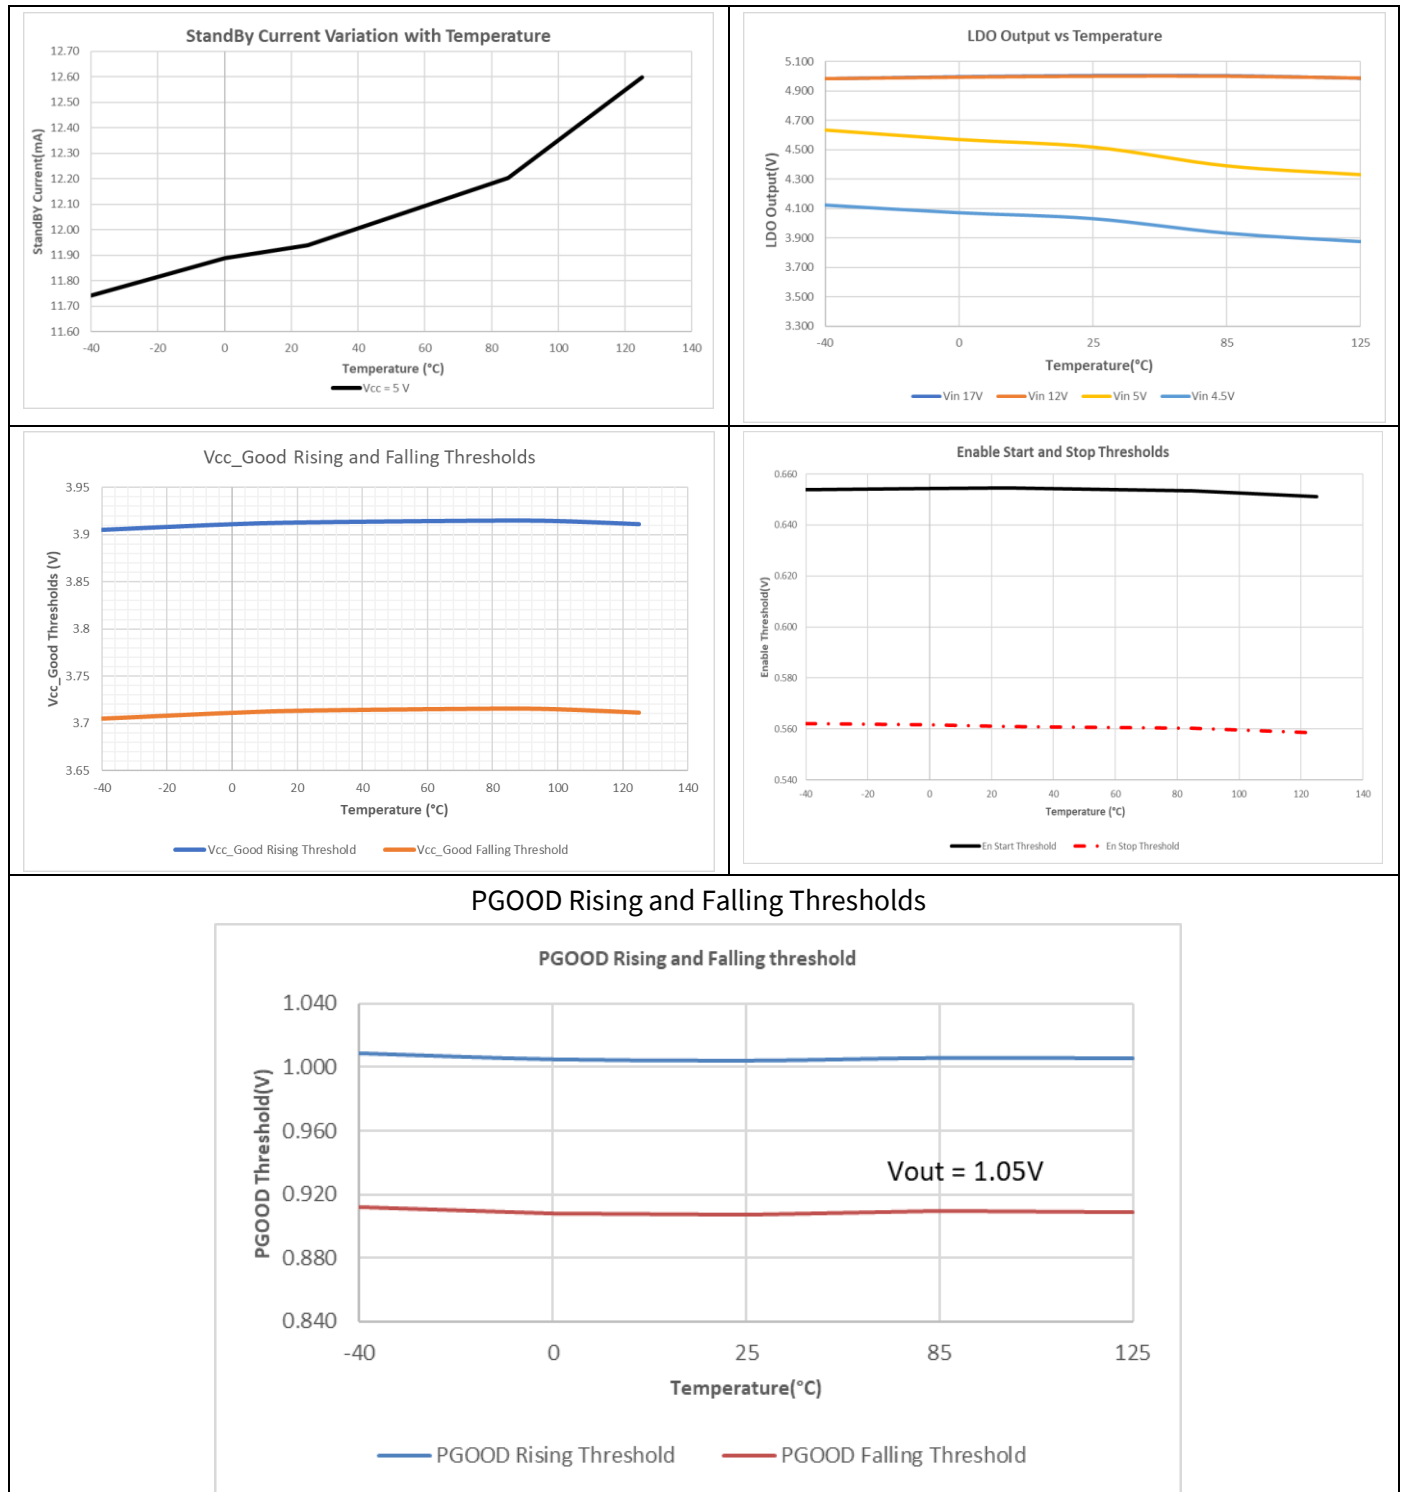 StandBy Current Variation with Temperature
12.70
12.60
12.50
12.40
12.30
12.20
12.10
12.00
11.90
11.80
11.70
11.60
StandBY Current(mA)
-40 -20 0 20 40 60 80 100 120 140
Temperature (°C)
Vcc = 5 V
LDO Output vs Temperature
5.100
4.900
4.700
4.500
4.300
4.100
3.900
3.700
3.500
3.300
LDO Output(V)
-40 0 25 85 125
Temperature(°C)
Vin 17V Vin 12V Vin 5V Vin 4.5V
Vcc_Good Rising and Falling Thresholds
3.95
3.9
3.85
3.8
3.75
3.7
3.65
Vcc_Good Thresholds (V)
-40 -20 0 20 40 60 80 100 120 140
Temperature (°C)
Vcc_Good Rising Threshold Vcc_Good Falling Threshold
Enable Start and Stop Thresholds
0.660
0.640
0.620
0.600
0.580
0.560
0.540
Enable Threshold(V)
-40 -20 0 20 40 60 80 100 120 140
Temperature (°C)
En Start Threshold En Stop Threshold
PGOOD Rising and Falling Thresholds
PGOOD Rising and Falling threshold
1.040
1.000
0.960
0.920
0.880
0.840
PGOOD Threshold(V)
Vout = 1.05V
-40 0 25 85 125
Temperature(°C)
PGOOD Rising Threshold PGOOD Falling Threshold